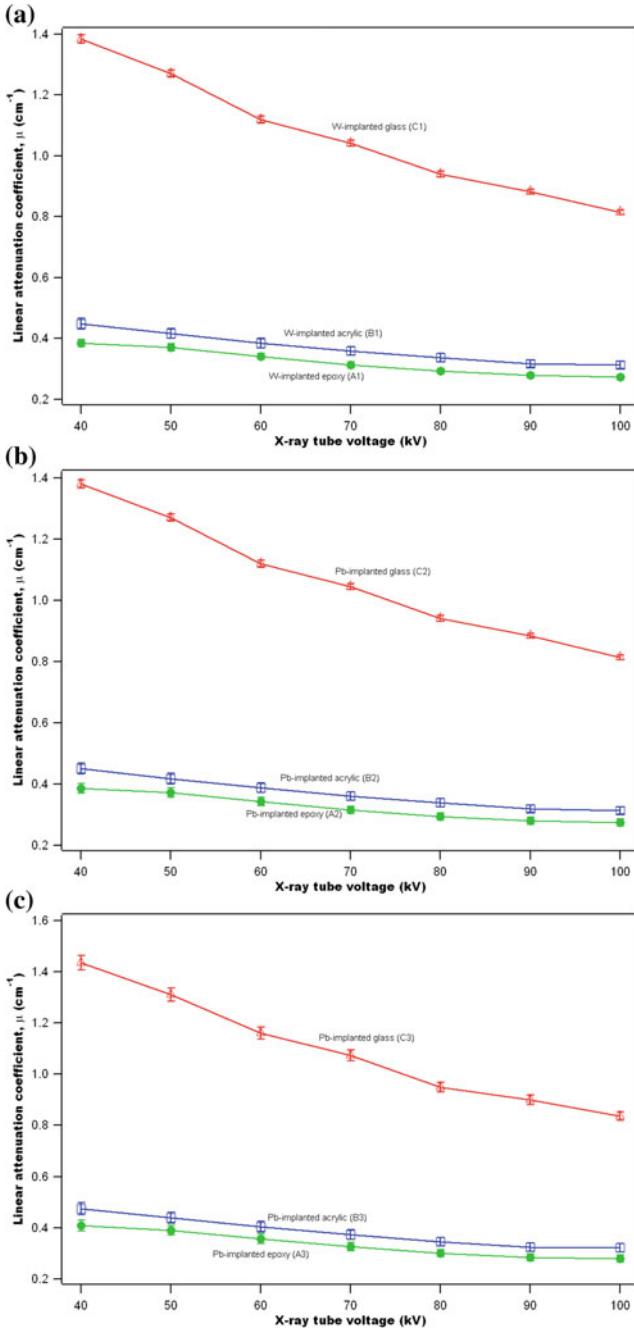 (a)
1.4
1.2
1.0
0.8
0.6
0.4
0.2
Linear attenuation coefficient, μ (cm⁻¹)
W-implanted glass (C1)
W-implanted acrylic (B1)
W-implanted epoxy (A1)
40 50 60 70 80 90 100
X-ray tube voltage (kV)
(b)
1.4
1.2
1.0
0.8
0.6
0.4
0.2
Linear attenuation coefficient, μ (cm⁻¹)
Pb-implanted glass (C2)
Pb-implanted acrylic (B2)
Pb-implanted epoxy (A2)
40 50 60 70 80 90 100
X-ray tube voltage (kV)
(c)
1.6
1.4
1.2
1.0
0.8
0.6
0.4
0.2
Linear attenuation coefficient, μ (cm⁻¹)
Pb-implanted glass (C3)
Pb-implanted acrylic (B3)
Pb-implanted epoxy (A3)
40 50 60 70 80 90 100
X-ray tube voltage (kV)